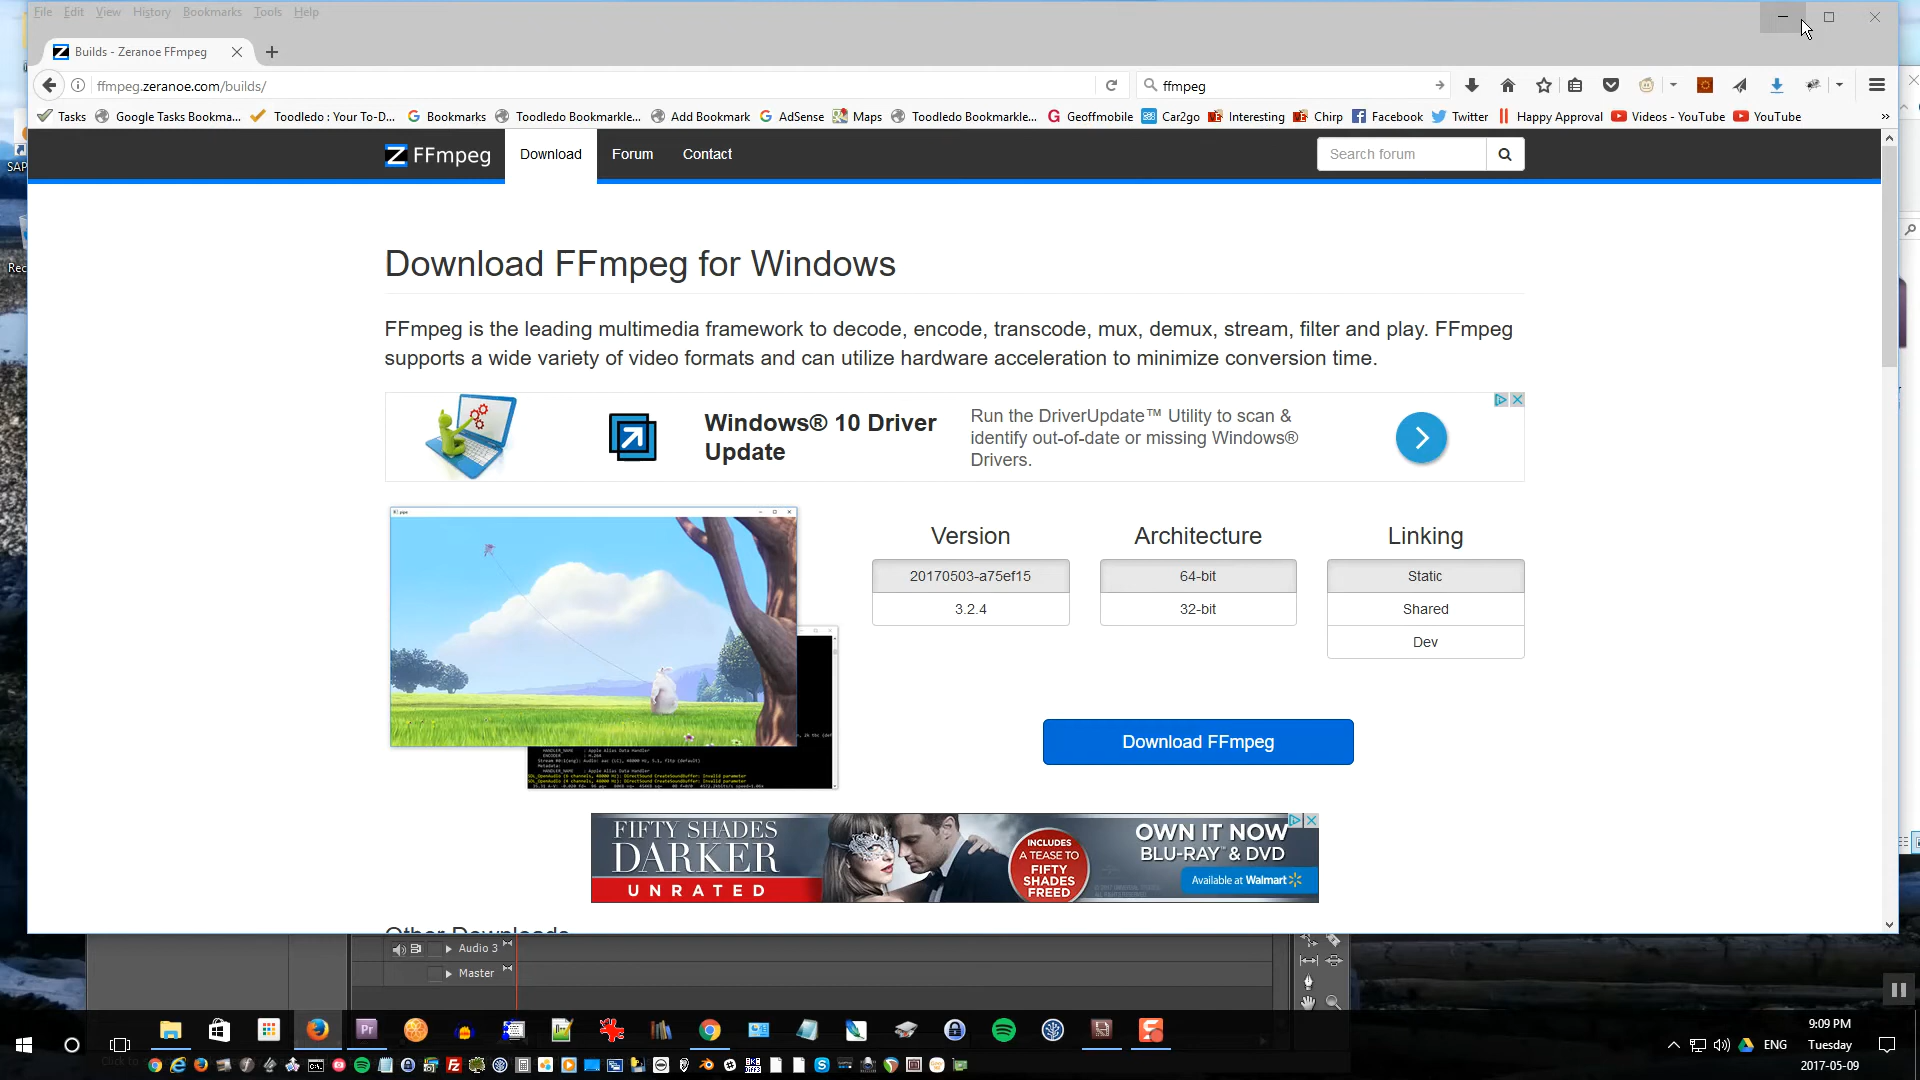 File Edit View History Bookmarks Tools Help
Builds - Zeranoe FFmpeg
ffmpeg.zeranoe.com/builds/
ffmpeg
Tasks Google Tasks Bookma... Toodledo : Your To-D... Bookmarks Toodledo Bookmarkle... Add Bookmark AdSense Maps Toodledo Bookmarkle... Geoffmobile Car2go Interesting Chirp Facebook Twitter Happy Approval Videos - YouTube YouTube
FFmpeg Download Forum Contact Search forum
Download FFmpeg for Windows
FFmpeg is the leading multimedia framework to decode, encode, transcode, mux, demux, stream, filter and play. FFmpeg
supports a wide variety of video formats and can utilize hardware acceleration to minimize conversion time.
Windows® 10 Driver
Update
Run the DriverUpdate™ Utility to scan &
identify out-of-date or missing Windows®
Drivers.
Version Architecture Linking
20170503-a75ef15 64-bit Static
3.2.4 32-bit Shared
Dev
Download FFmpeg
FIFTY SHADES
DARKER
UNRATED
INCLUDES
A TEASE TO
FIFTY
SHADES
FREED
OWN IT NOW
BLU-RAY™ & DVD
Available at Walmart
Other Downloads
Audio 3
Master
9:09 PM
ENG Tuesday
2017-05-09